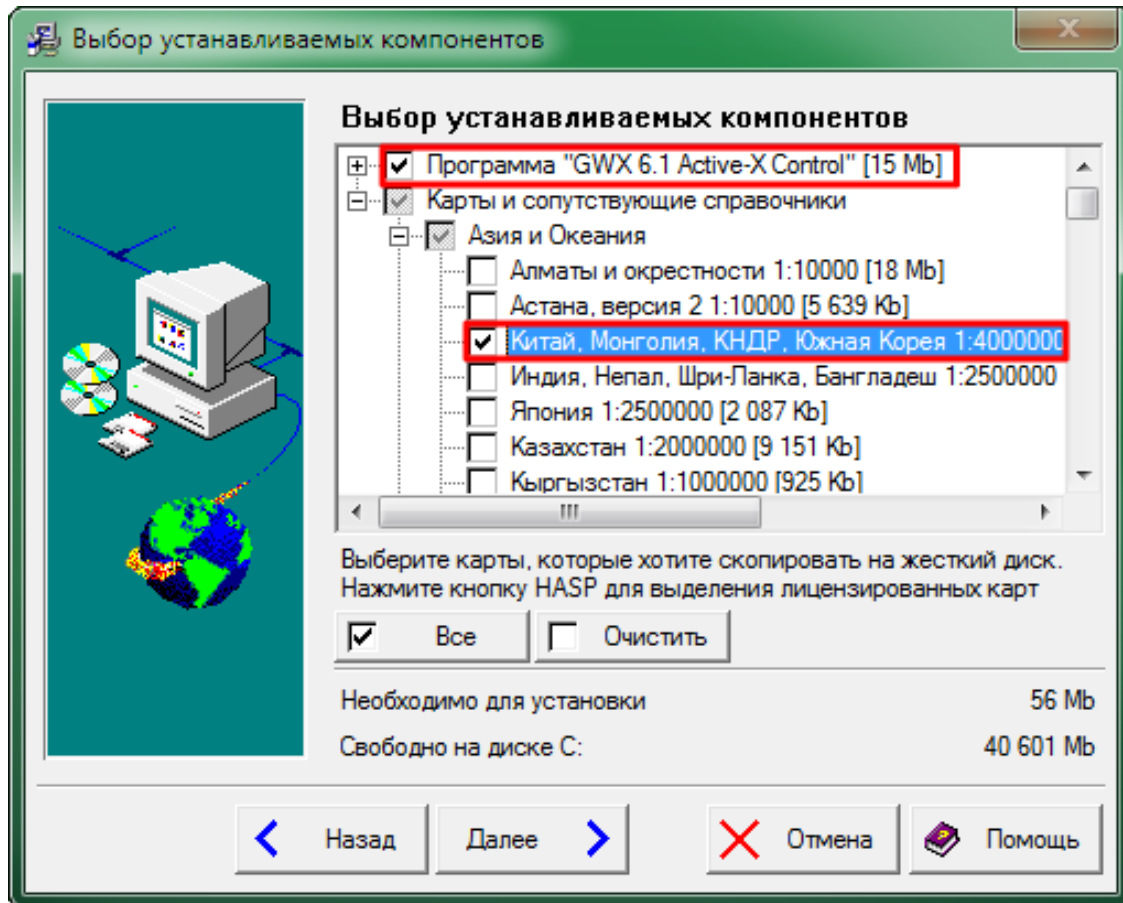 Выбор устанавливаемых компонентов
Выбор устанавливаемых компонентов
Программа "GWX 6.1 Active-X Control" [15 Mb]
Карты и сопутствующие справочники
Азия и Океания
Алматы и окрестности 1:10000 [18 Mb]
Астана, версия 2 1:10000 [5 639 Kb]
Китай, Монголия, КНДР, Южная Корея 1:4000000
Индия, Непал, Шри-Ланка, Бангладеш 1:2500000
Япония 1:2500000 [2 087 Kb]
Казахстан 1:2000000 [9 151 Kb]
Кыргызстан 1:1000000 [925 Kb]
Выберите карты, которые хотите скопировать на жесткий диск.
Нажмите кнопку HASP для выделения лицензированных карт
Все Очистить
Необходимо для установки 56 Mb
Свободно на диске C: 40 601 Mb
Назад Далее Отмена Помощь